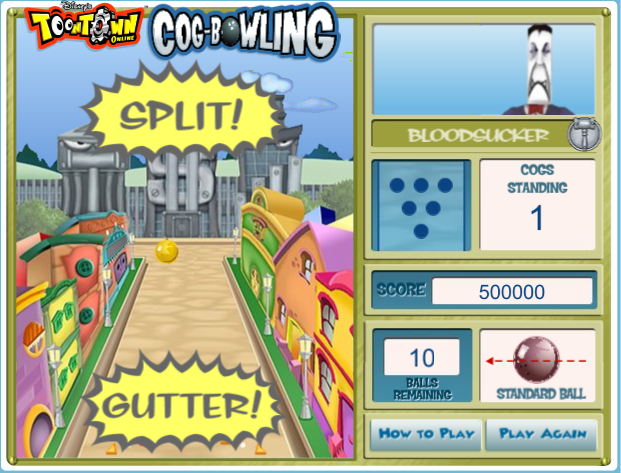 Disney's
TOONTOWN
ONLINE
COG-BOWLING
SPLIT!
GUTTER!
BLOODSUCKER
COGS
STANDING
1
SCORE 500000
10
BALLS
REMAINING
STANDARD BALL
HOW TO PLAY
PLAY AGAIN